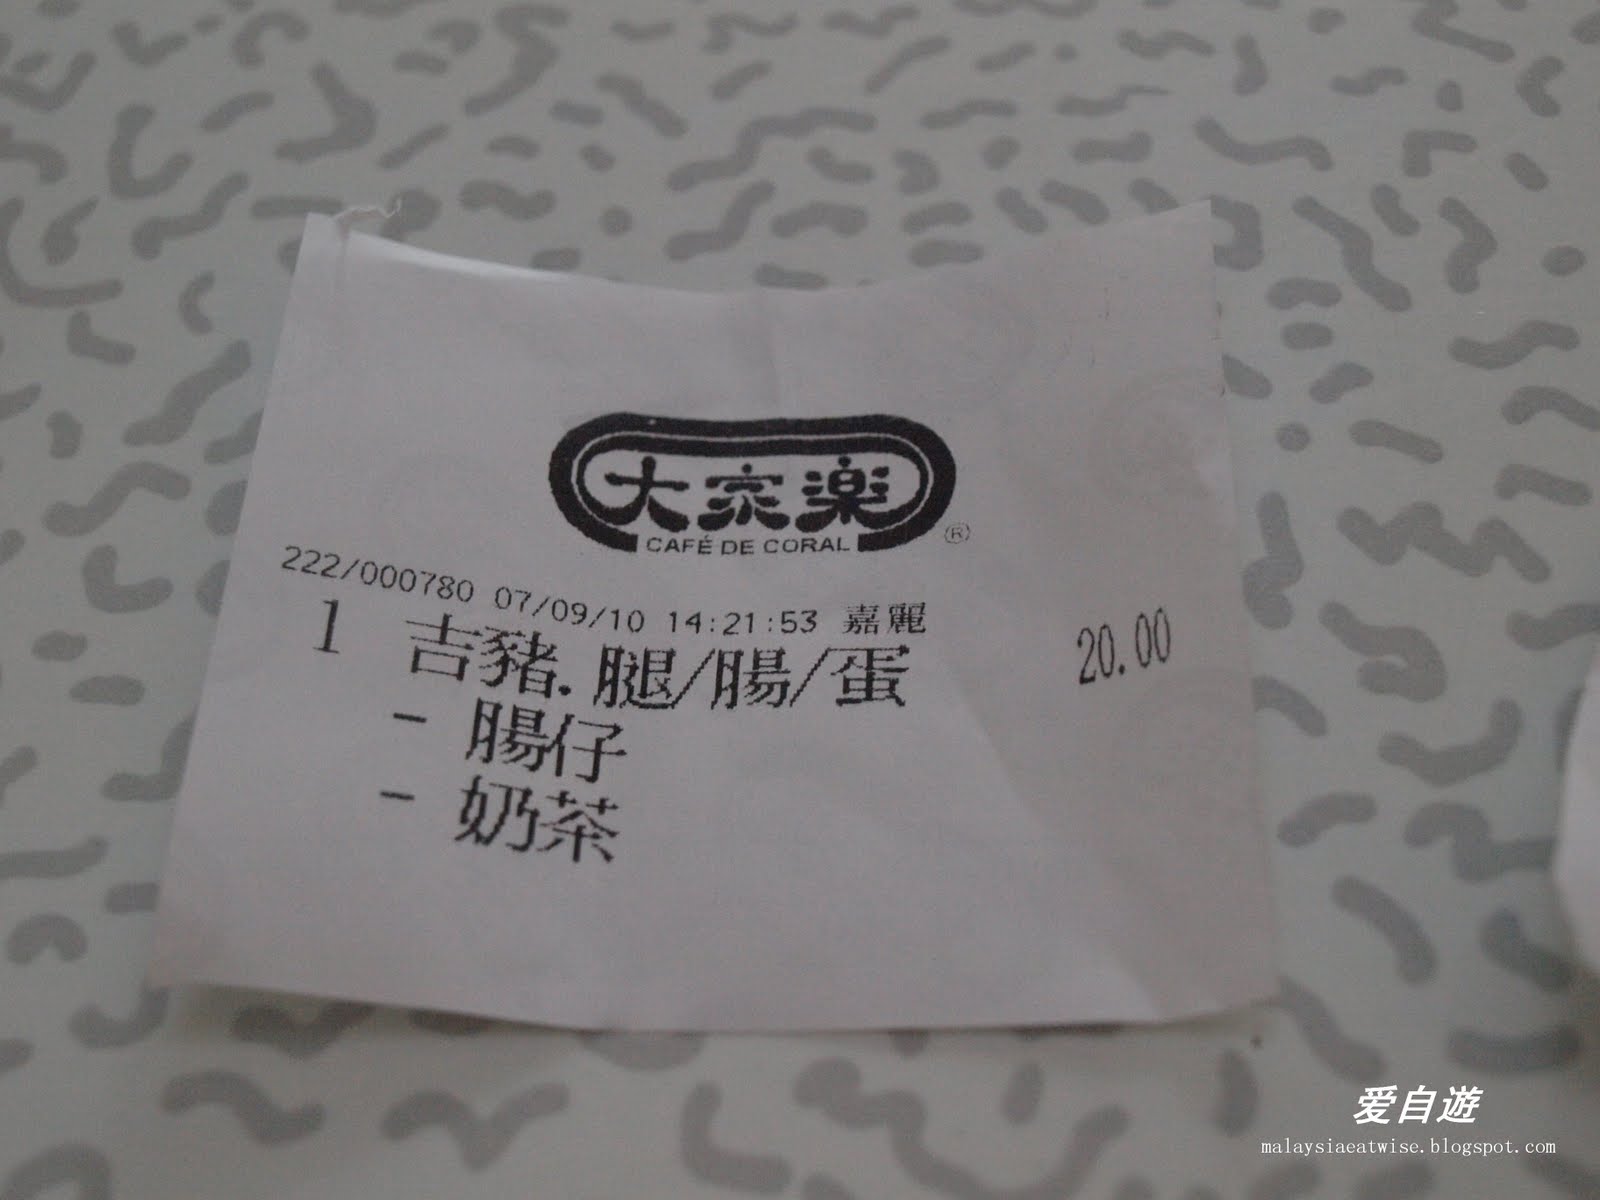 大家楽
CAFÉ DE CORAL ®
222/000780 07/09/10 14:21:53 嘉麗
1 吉豬.腿/腸/蛋 20.00
- 腸仔
- 奶茶
爱自遊
malaysiaeatwise.blogspot.com